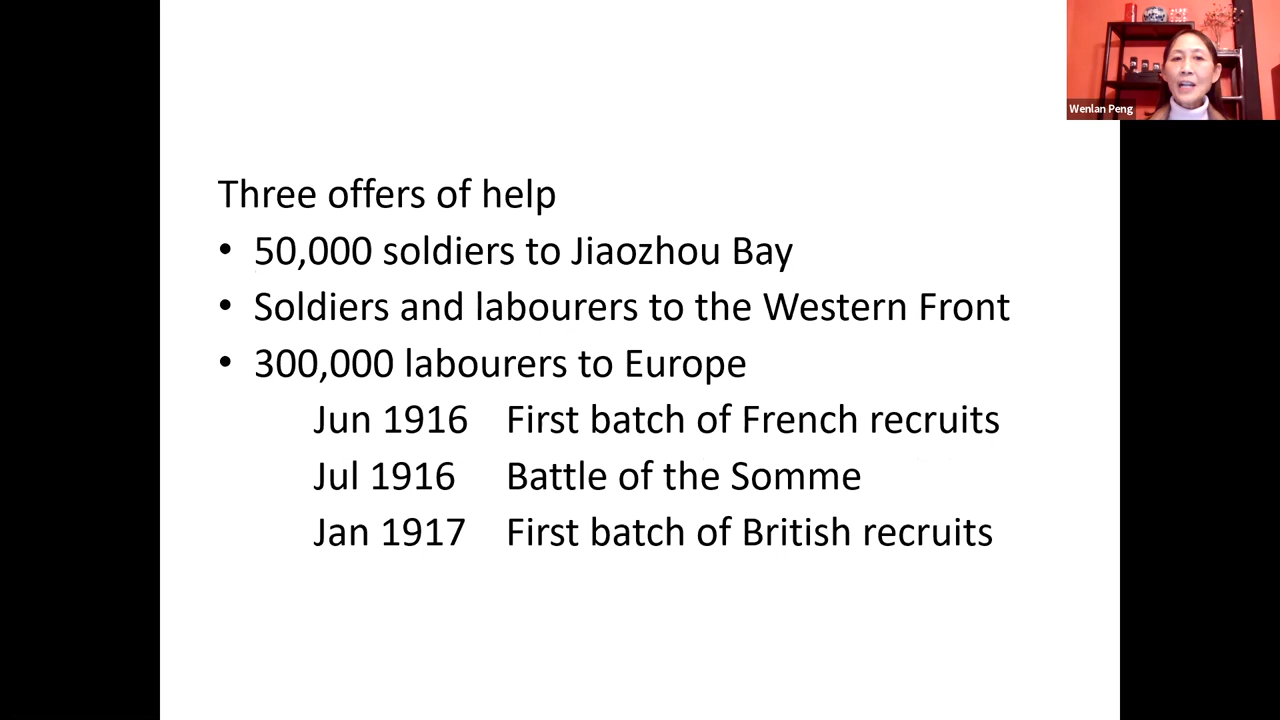 Wenlan Peng
Three offers of help
• 50,000 soldiers to Jiaozhou Bay
• Soldiers and labourers to the Western Front
• 300,000 labourers to Europe
Jun 1916 First batch of French recruits
Jul 1916 Battle of the Somme
Jan 1917 First batch of British recruits